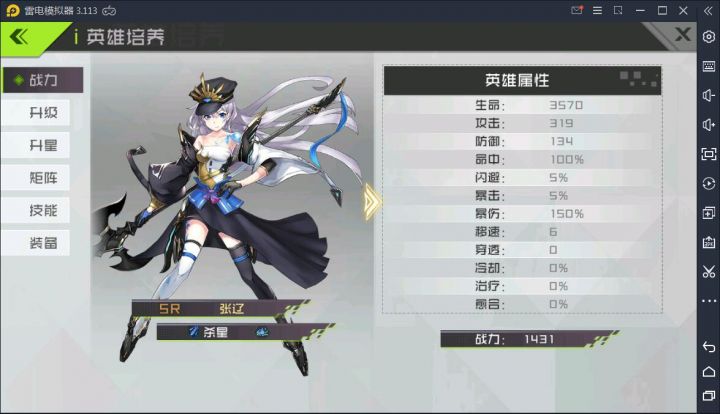 雷电模拟器 3.113
i 英雄培养
战力
升级
升星
矩阵
技能
装备
SR 张辽
杀星
英雄属性
生命: 3570
攻击: 319
防御: 134
命中: 100%
闪避: 5%
暴击: 5%
暴伤: 150%
移速: 6
穿透: 0
冷却: 0%
治疗: 0%
愈合: 0%
战力: 1431